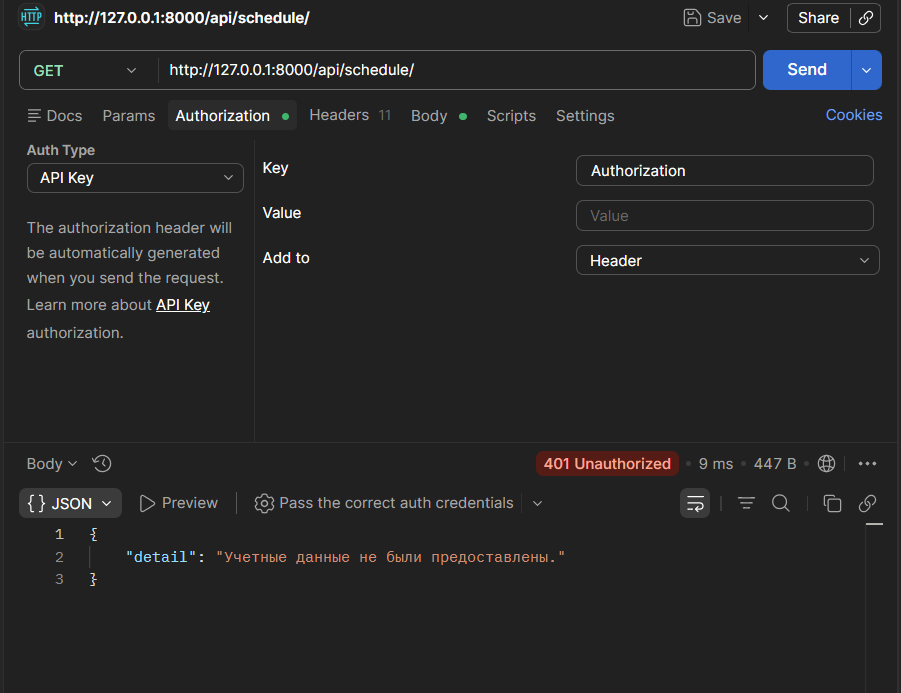 HTTP http://127.0.0.1:8000/api/schedule/ Save Share
GET http://127.0.0.1:8000/api/schedule/ Send
Docs Params Authorization Headers 11 Body Scripts Settings Cookies
Auth Type
API Key
The authorization header will
be automatically generated
when you send the request.
Learn more about API Key
authorization.
Key Authorization
Value Value
Add to Header
Body 401 Unauthorized • 9 ms • 447 B •
{} JSON Preview Pass the correct auth credentials
1 {
2 "detail": "Учетные данные не были предоставлены."
3 }